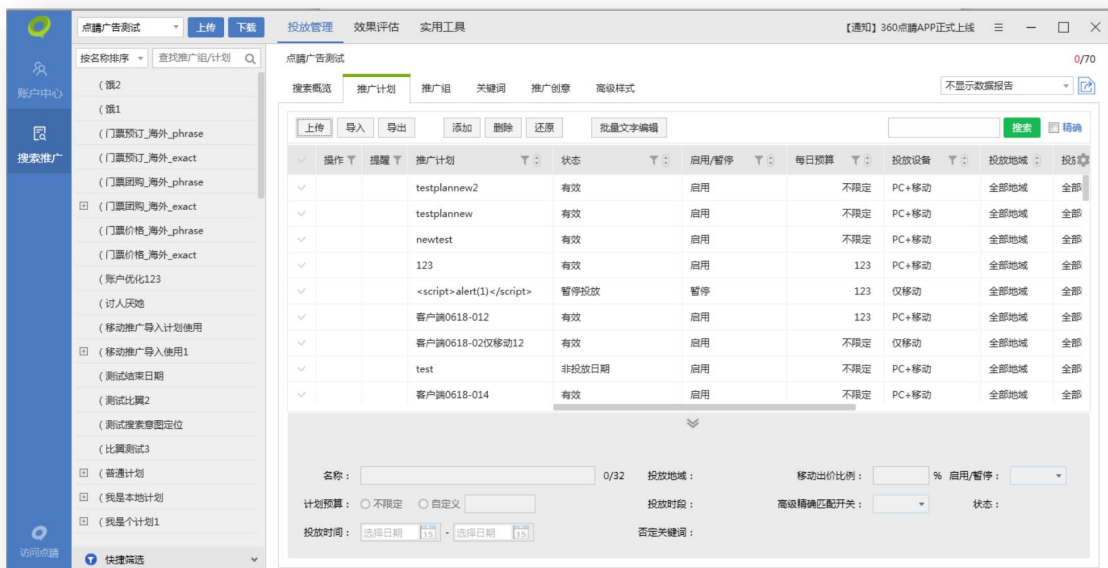 点睛广告测试 上传 下载 投放管理 效果评估 实用工具 【通知】360点睛APP正式上线
账户中心
搜索推广
访问点睛
按名称排序 查找推广组/计划
(饿2
(饿1
(门票预订_海外_phrase
(门票预订_海外_exact
(门票团购_海外_phrase
(门票团购_海外_exact
(门票价格_海外_phrase
(门票价格_海外_exact
(账户优化123
(讨人厌她
(移动推广导入计划使用
(移动推广导入使用1
(测试结束日期
(测试比翼2
(测试搜索意图定位
(比翼测试3
(普通计划
(我是本地计划
(我是个计划1
快捷筛选
点睛广告测试 0/70
搜索概览 推广计划 推广组 关键词 推广创意 高级样式 不显示数据报告
上传 导入 导出 添加 删除 还原 批量文字编辑 搜索 精确
操作 提醒 推广计划 状态 启用/暂停 每日预算 投放设备 投放地域 投放
testplannew2 有效 启用 不限定 PC+移动 全部地域 全部
testplannew 有效 启用 不限定 PC+移动 全部地域 全部
newtest 有效 启用 不限定 PC+移动 全部地域 全部
123 有效 启用 123 PC+移动 全部地域 全部
<script>alert(1)</script> 暂停投放 暂停 123 仅移动 全部地域 全部
客户端0618-012 有效 启用 123 PC+移动 全部地域 全部
客户端0618-02仅移动12 有效 启用 不限定 仅移动 全部地域 全部
test 非投放日期 启用 不限定 PC+移动 全部地域 全部
客户端0618-014 有效 启用 不限定 PC+移动 全部地域 全部
名称： 0/32 投放地域： 移动出价比例： % 启用/暂停：
计划预算： 不限定 自定义 投放时段： 高级精确匹配开关： 状态：
投放时间： 选择日期 15 - 选择日期 15 否定关键词：